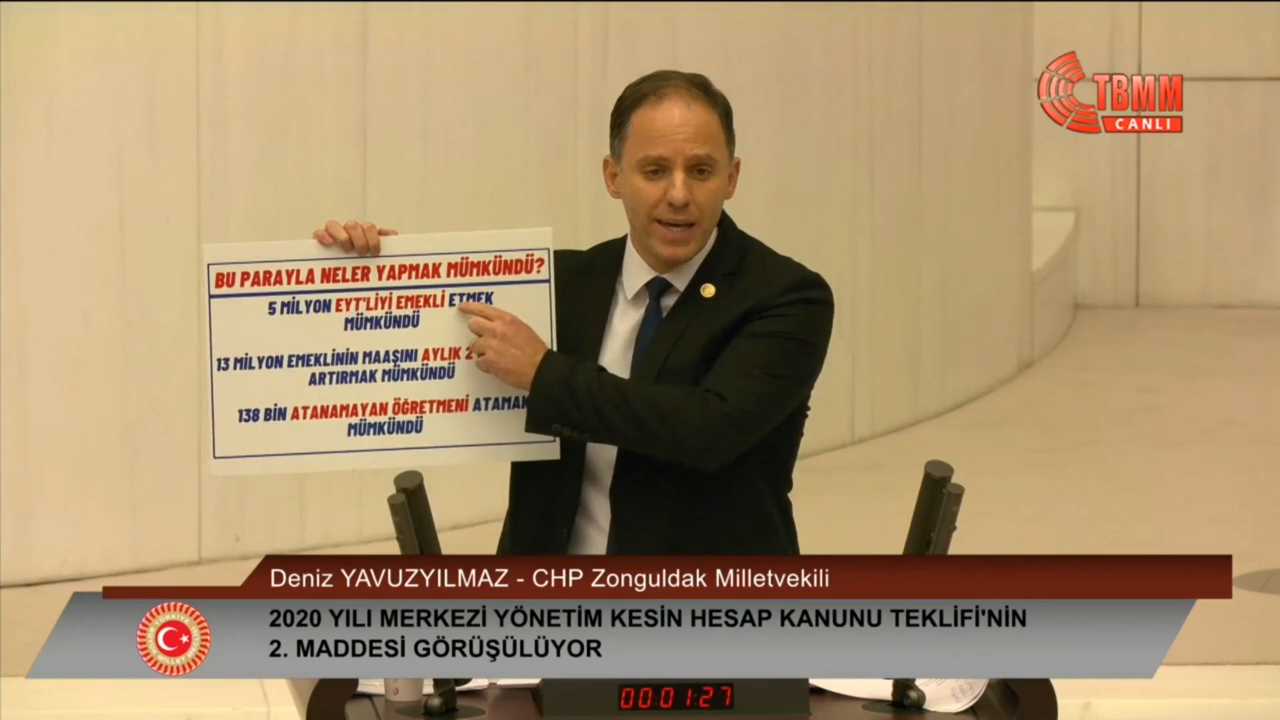 TBMM
CANLI
BU PARAYLA NELER YAPMAK MÜMKÜNDÜ?
5 MİLYON EYT'LİYİ EMEKLİ ETMEK
MÜMKÜNDÜ
13 MİLYON EMEKLİNİN MAAŞINI AYLIK 2
ARTIRMAK MÜMKÜNDÜ
138 BİN ATANAMAYAN ÖĞRETMENİ ATAMAK
MÜMKÜNDÜ
Deniz YAVUZYILMAZ - CHP Zonguldak Milletvekili
2020 YILI MERKEZİ YÖNETİM KESİN HESAP KANUNU TEKLİFİ'NİN
2. MADDESİ GÖRÜŞÜLÜYOR
00:01:27